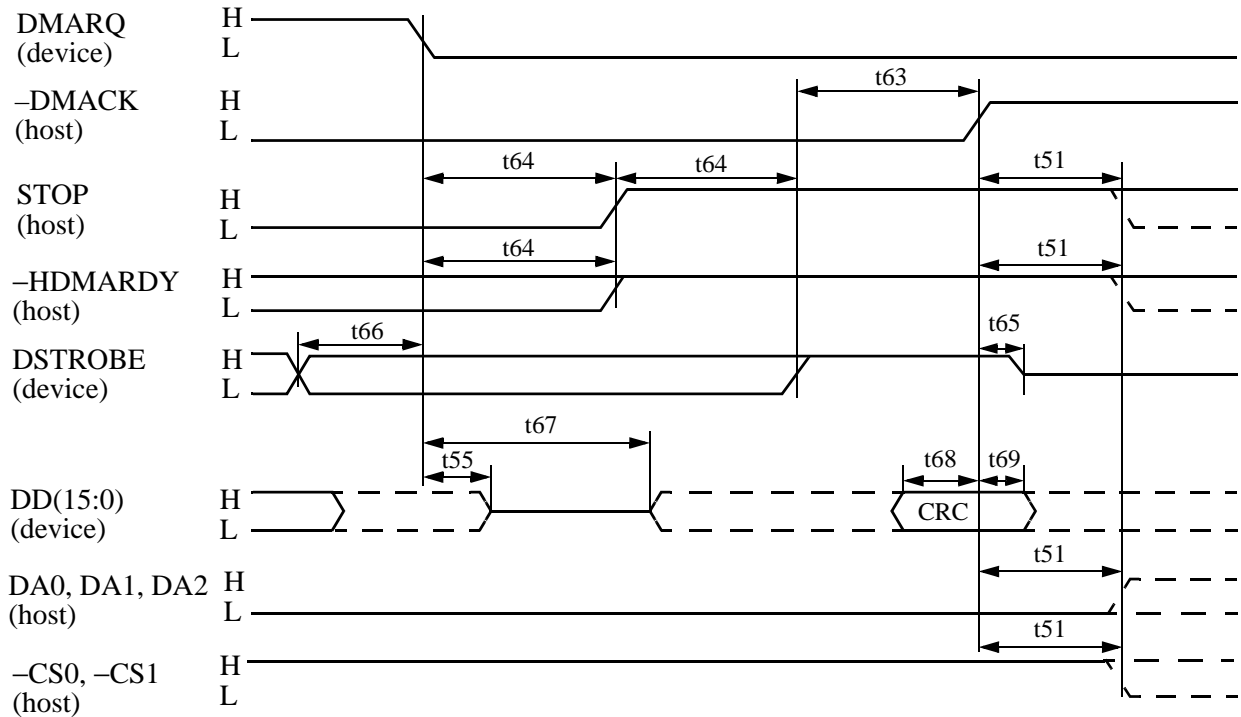 DMARQ H
(device) L
t63
–DMACK H
(host) L
t64 t64 t51
STOP H
(host) L
t64 t51
–HDMARDY H
(host) L
t66 t65
DSTROBE H
(device) L
t67
t55 t68 t69
DD(15:0) H
(device) L
CRC
t51
DA0, DA1, DA2 H
(host) L
t51
–CS0, –CS1 H
(host) L